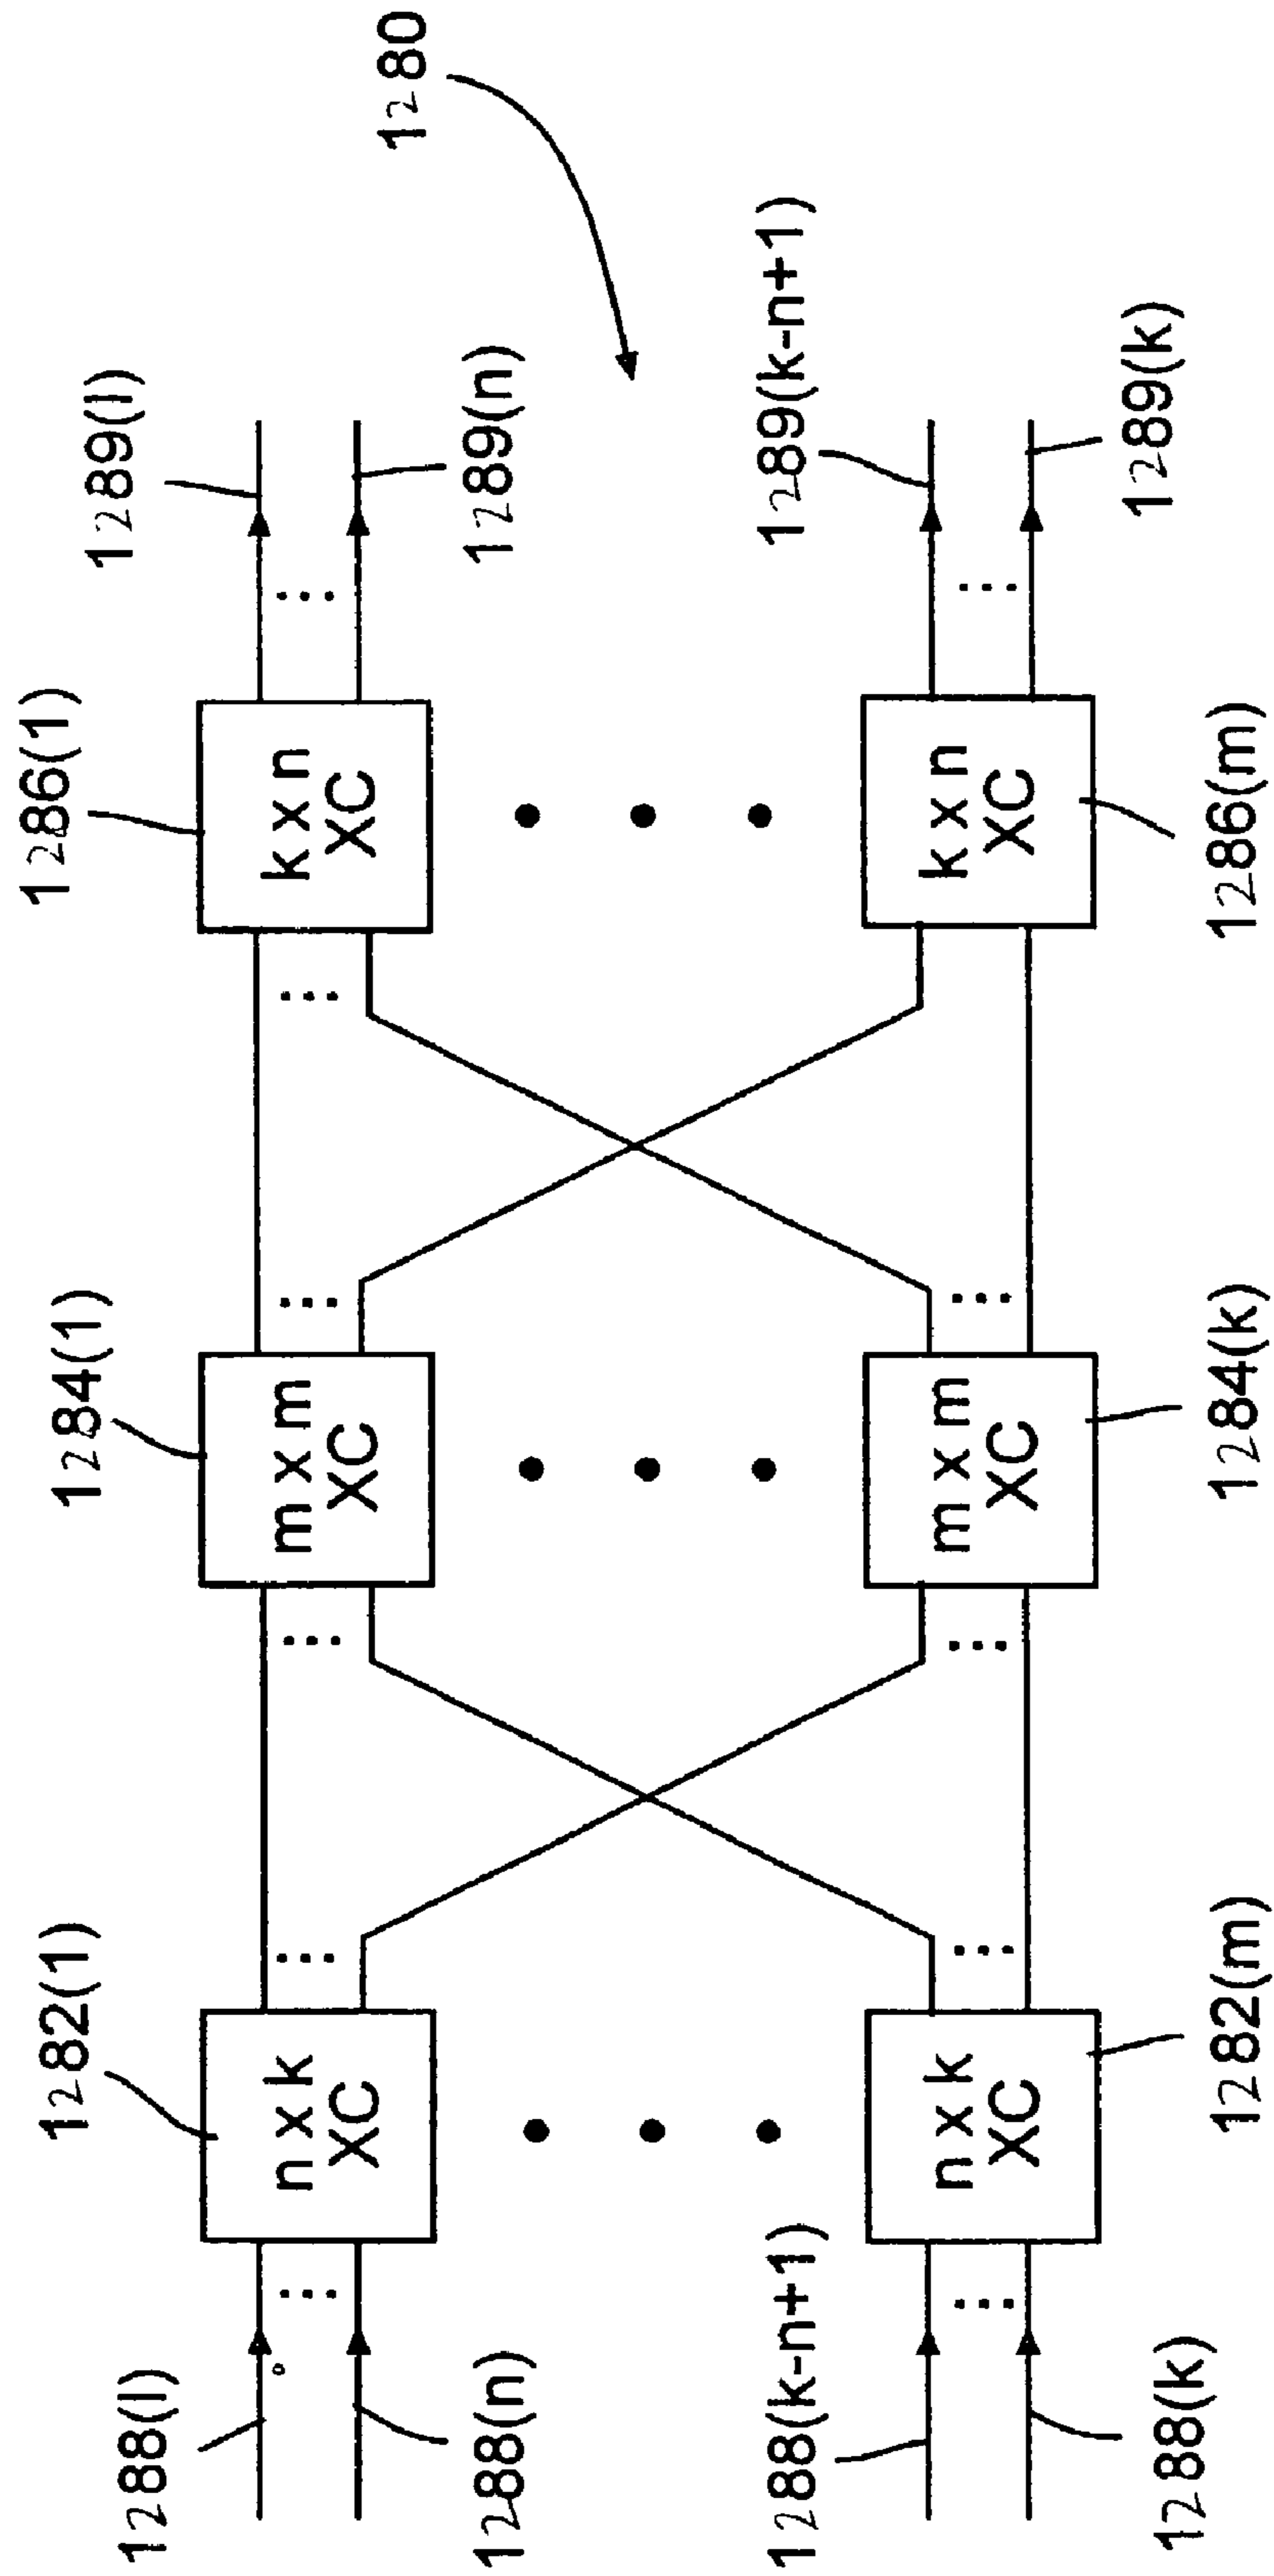 1280
1286(1)
1284(1)
1282(1)
1289(l)
1289(n)
1288(l)
1288(n)
n x k
XC
m x m
XC
k x n
XC
1289(k-n+1)
1289(k)
1288(k-n+1)
1288(k)
n x k
XC
m x m
XC
k x n
XC
1282(m)
1284(k)
1286(m)